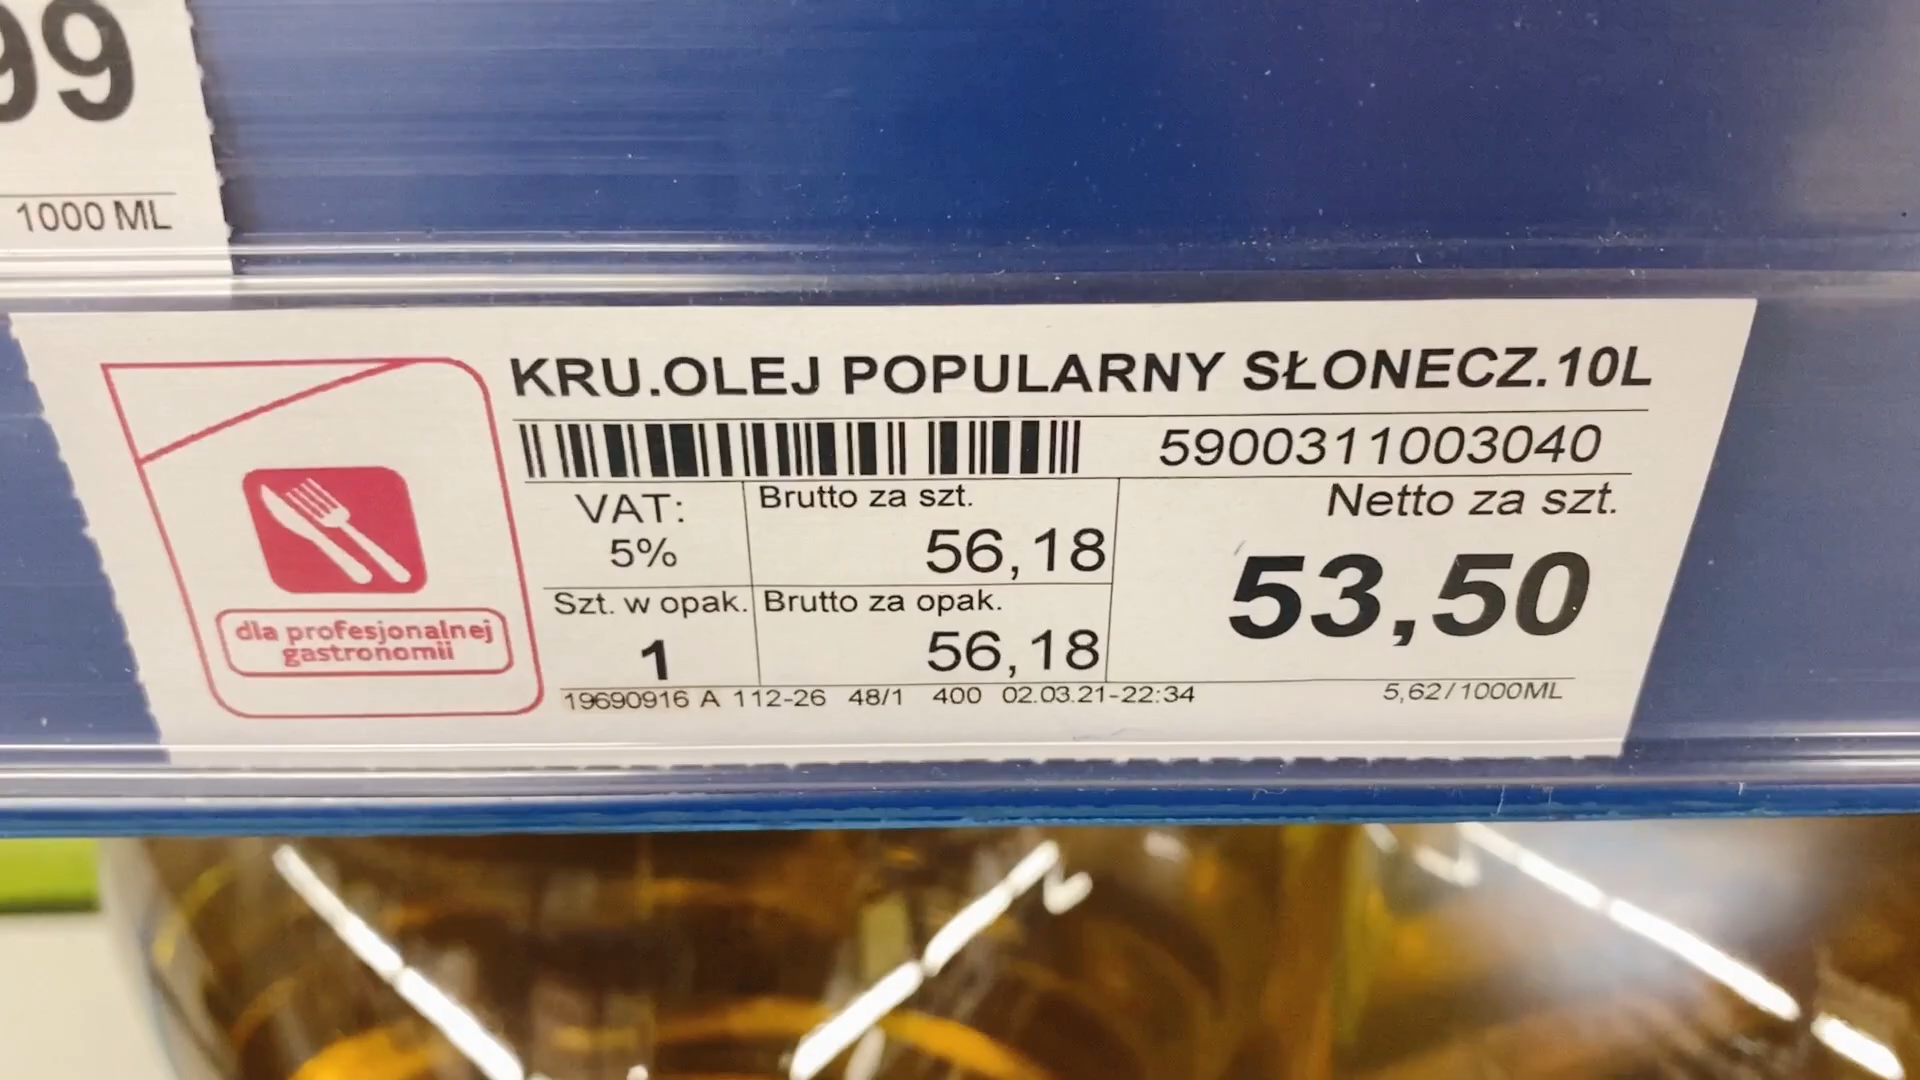 99
1000 ML
KRU.OLEJ POPULARNY SŁONECZ.10L
5900311003040
VAT:
5%
Brutto za szt.
56,18
Netto za szt.
53,50
Szt. w opak.
1
Brutto za opak.
56,18
dla profesjonalnej
gastronomii
19690916 A 112-26 48/1 400 02.03.21-22:34
5,62/1000ML